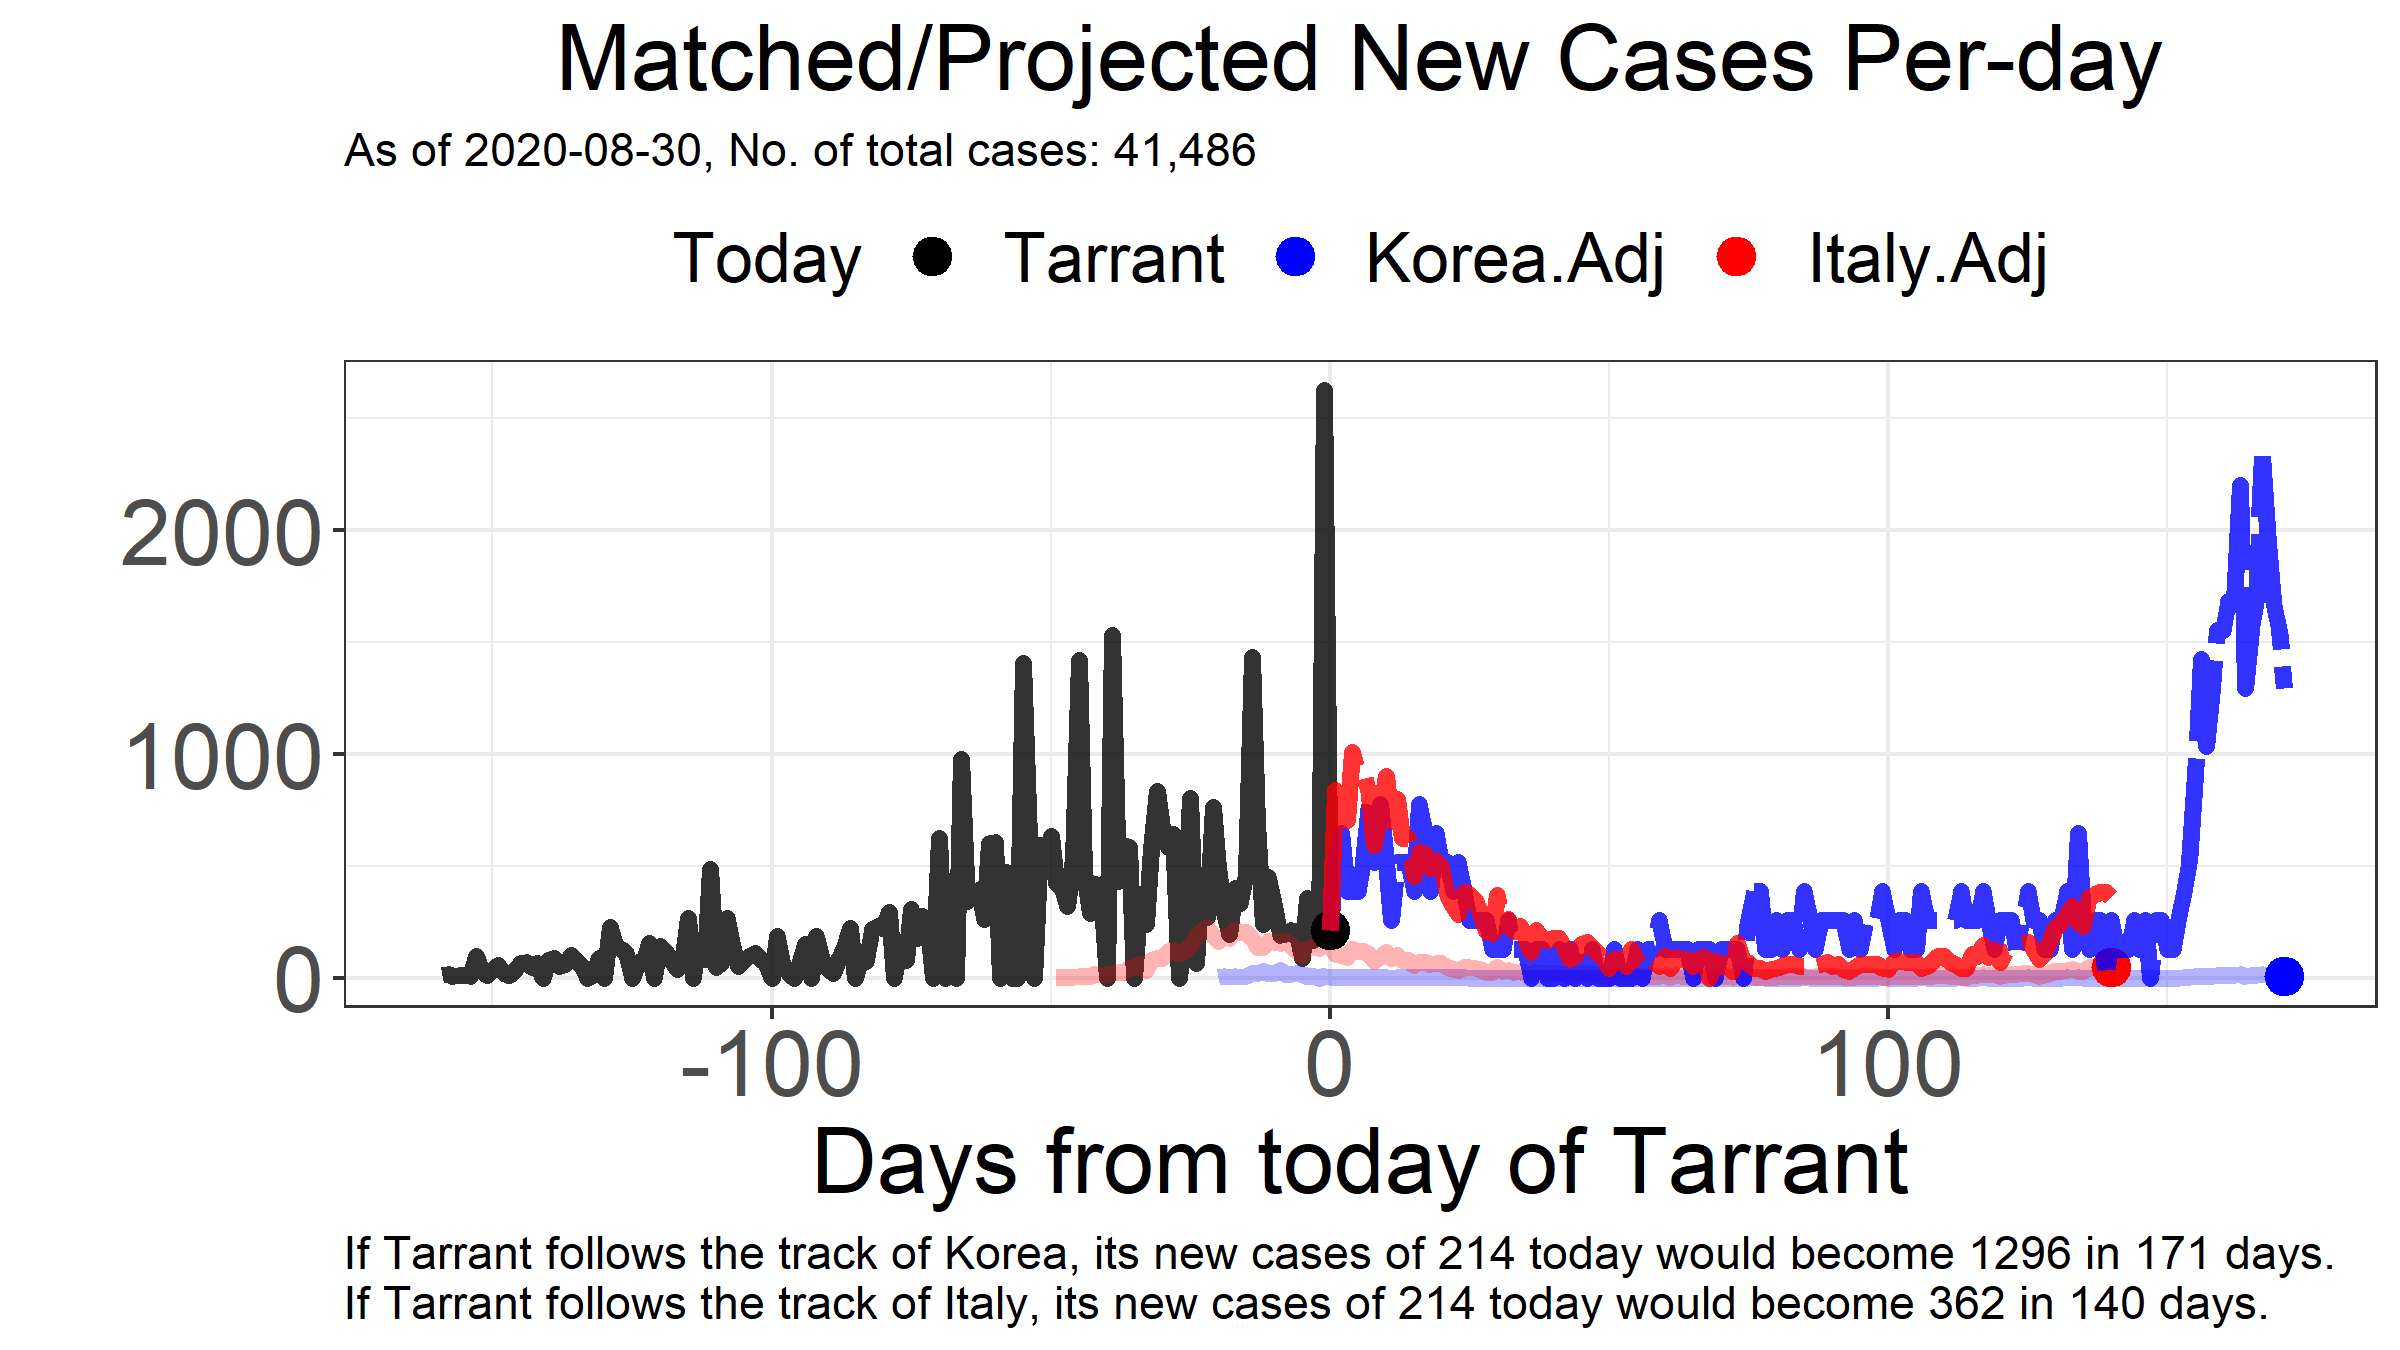 Matched/Projected New Cases Per-day
As of 2020-08-30, No. of total cases: 41,486
Today Tarrant Korea.Adj Italy.Adj
2000
1000
0
-100 0 100
Days from today of Tarrant
If Tarrant follows the track of Korea, its new cases of 214 today would become 1296 in 171 days.
If Tarrant follows the track of Italy, its new cases of 214 today would become 362 in 140 days.